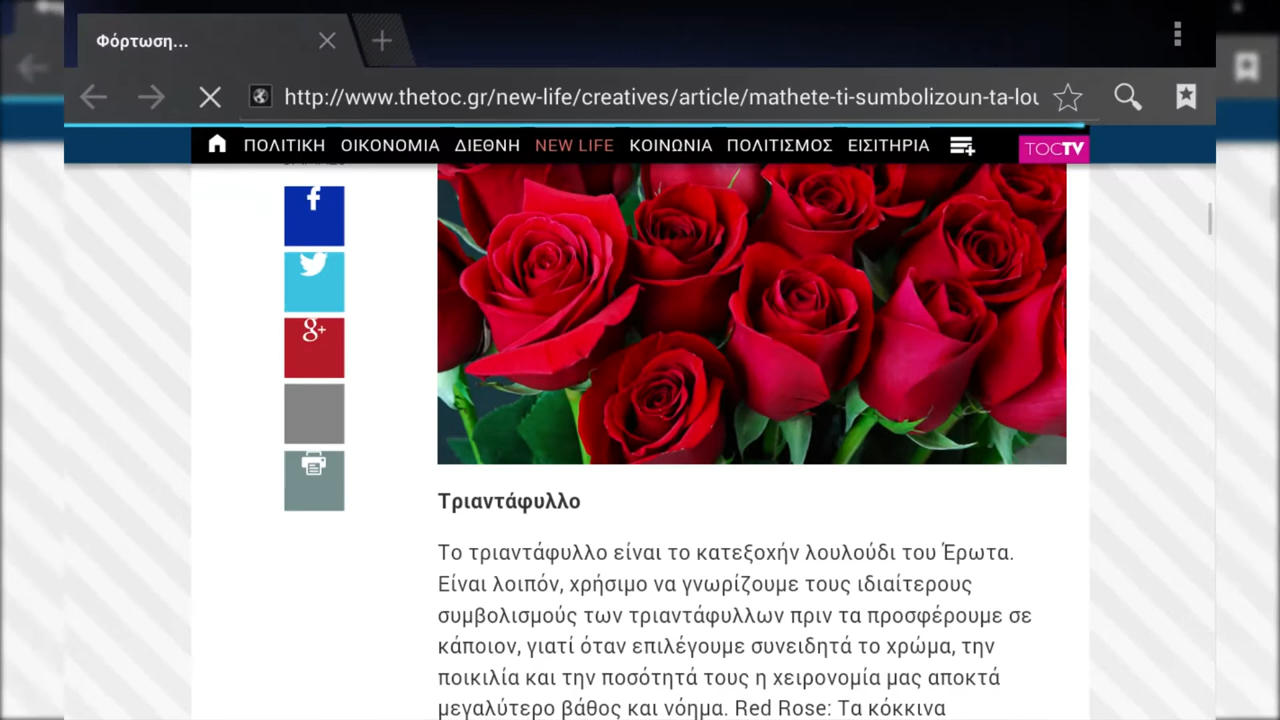 Φόρτωση...
http://www.thetoc.gr/new-life/creatives/article/mathete-ti-sumbolizoun-ta-lou
ΠΟΛΙΤΙΚΗ ΟΙΚΟΝΟΜΙΑ ΔΙΕΘΝΗ NEW LIFE ΚΟΙΝΩΝΙΑ ΠΟΛΙΤΙΣΜΟΣ ΕΙΣΙΤΗΡΙΑ TOCTV
f
g+
Τριαντάφυλλο
Το τριαντάφυλλο είναι το κατεξοχήν λουλούδι του Έρωτα.
Είναι λοιπόν, χρήσιμο να γνωρίζουμε τους ιδιαίτερους
συμβολισμούς των τριαντάφυλλων πριν τα προσφέρουμε σε
κάποιον, γιατί όταν επιλέγουμε συνειδητά το χρώμα, την
ποικιλία και την ποσότητά τους η χειρονομία μας αποκτά
μεγαλύτερο βάθος και νόημα. Red Rose: Τα κόκκινα